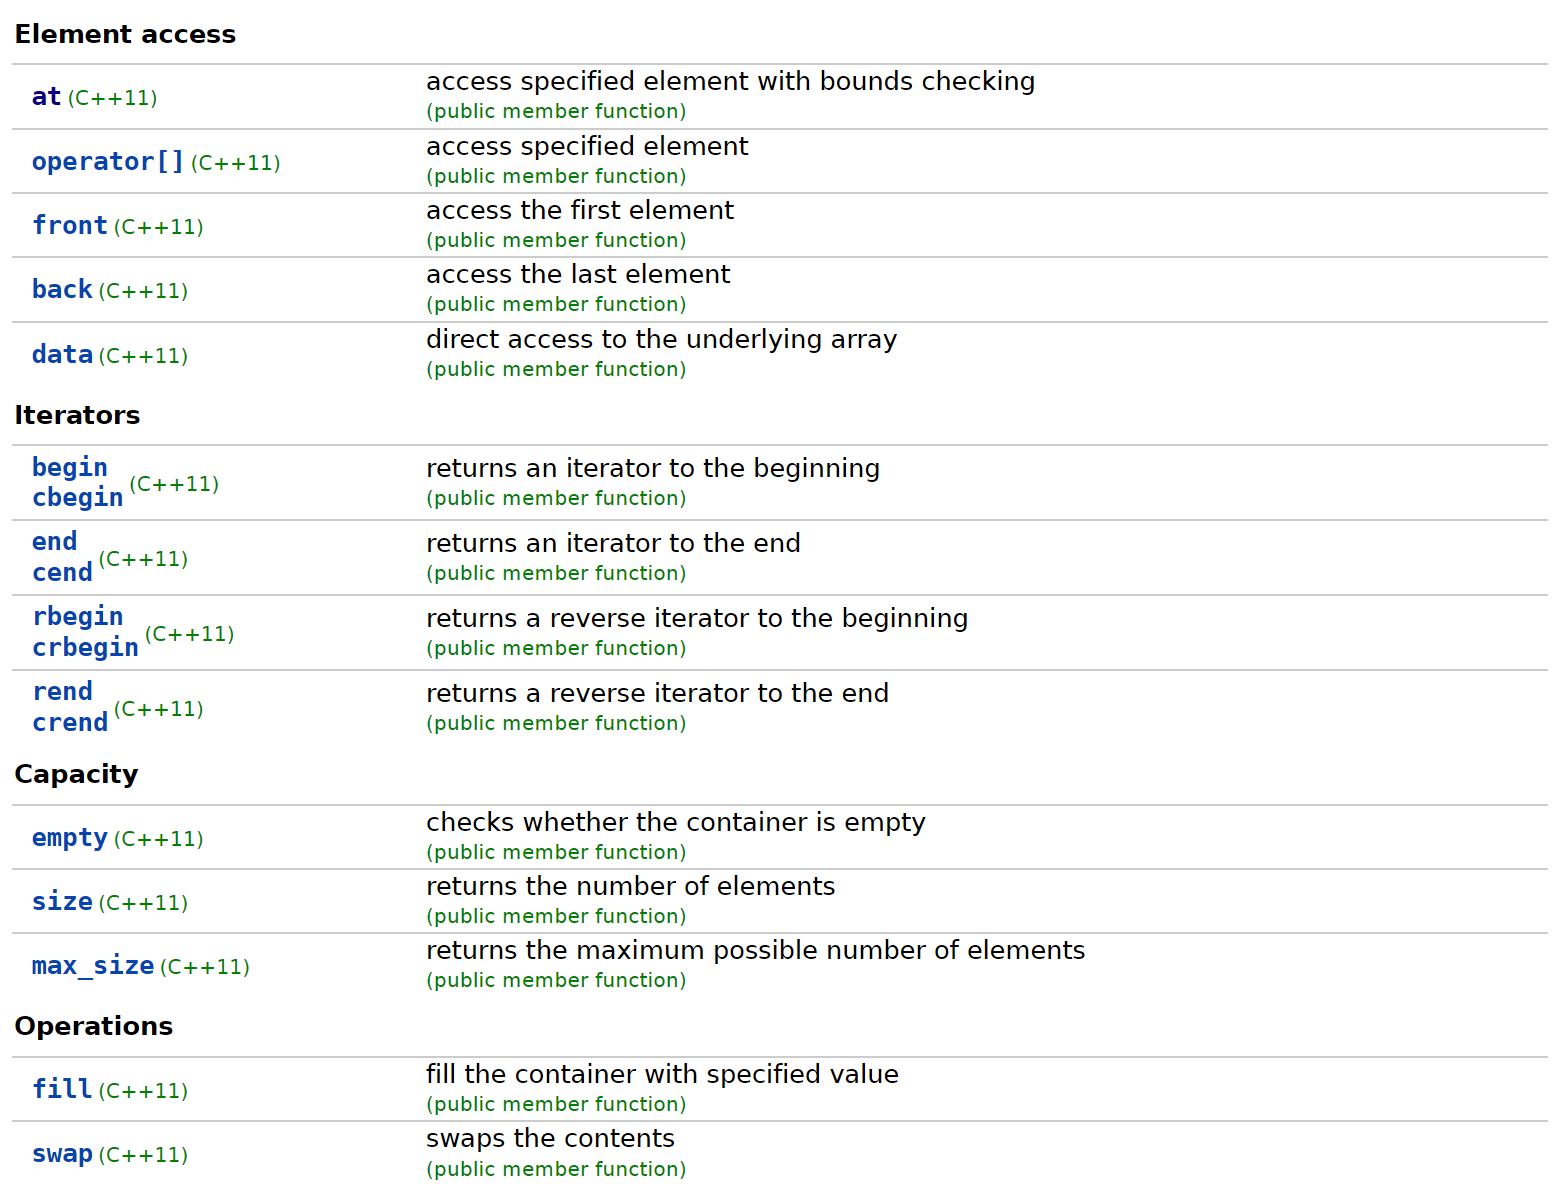 Element access
at (C++11)
access specified element with bounds checking
(public member function)
operator[] (C++11)
access specified element
(public member function)
front (C++11)
access the first element
(public member function)
back (C++11)
access the last element
(public member function)
data (C++11)
direct access to the underlying array
(public member function)
Iterators
begin
cbegin (C++11)
returns an iterator to the beginning
(public member function)
end
cend (C++11)
returns an iterator to the end
(public member function)
rbegin
crbegin (C++11)
returns a reverse iterator to the beginning
(public member function)
rend
crend (C++11)
returns a reverse iterator to the end
(public member function)
Capacity
empty (C++11)
checks whether the container is empty
(public member function)
size (C++11)
returns the number of elements
(public member function)
max_size (C++11)
returns the maximum possible number of elements
(public member function)
Operations
fill (C++11)
fill the container with specified value
(public member function)
swap (C++11)
swaps the contents
(public member function)